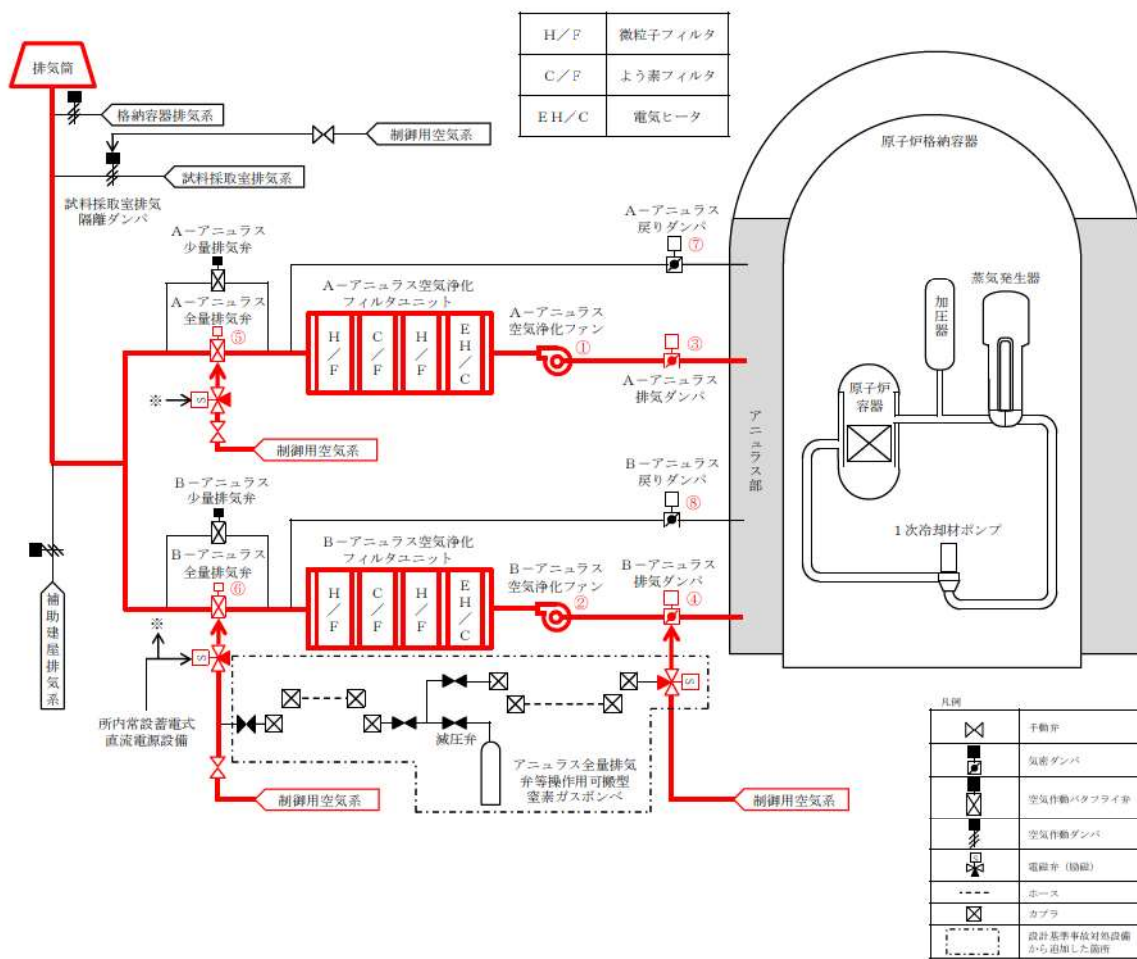 排気筒
格納容器排気系
制御用空気系
試料採取室排気系
試料採取室排気
隔離ダンパ
H/F 微粒子フィルタ
C/F よう素フィルタ
EH/C 電気ヒータ
原子炉格納容器
A-アニュラス
少量排気弁
A-アニュラス
全量排気弁
⑤
A-アニュラス空気浄化
フィルタユニット
H/F
C/F
H/F
EH/C
A-アニュラス
空気浄化ファン
①
A-アニュラス
戻りダンパ
⑦
③
A-アニュラス
排気ダンパ
※
S
制御用空気系
アニュラス部
加圧器
蒸気発生器
原子炉
容器
1次冷却材ポンプ
B-アニュラス
少量排気弁
B-アニュラス
全量排気弁
⑥
B-アニュラス空気浄化
フィルタユニット
H/F
C/F
H/F
EH/C
B-アニュラス
空気浄化ファン
②
B-アニュラス
戻りダンパ
⑧
B-アニュラス
排気ダンパ
④
補助建屋排気系
※
S
所内常設蓄電式
直流電源設備
減圧弁
S
アニュラス全量排気
弁等操作用可搬型
窒素ガスボンベ
制御用空気系
制御用空気系
凡例
手動弁
気密ダンパ
空気作動バタフライ弁
空気作動ダンパ
S
電磁弁（励磁）
ホース
カプラ
設計基準事故対処設備
から追加した箇所